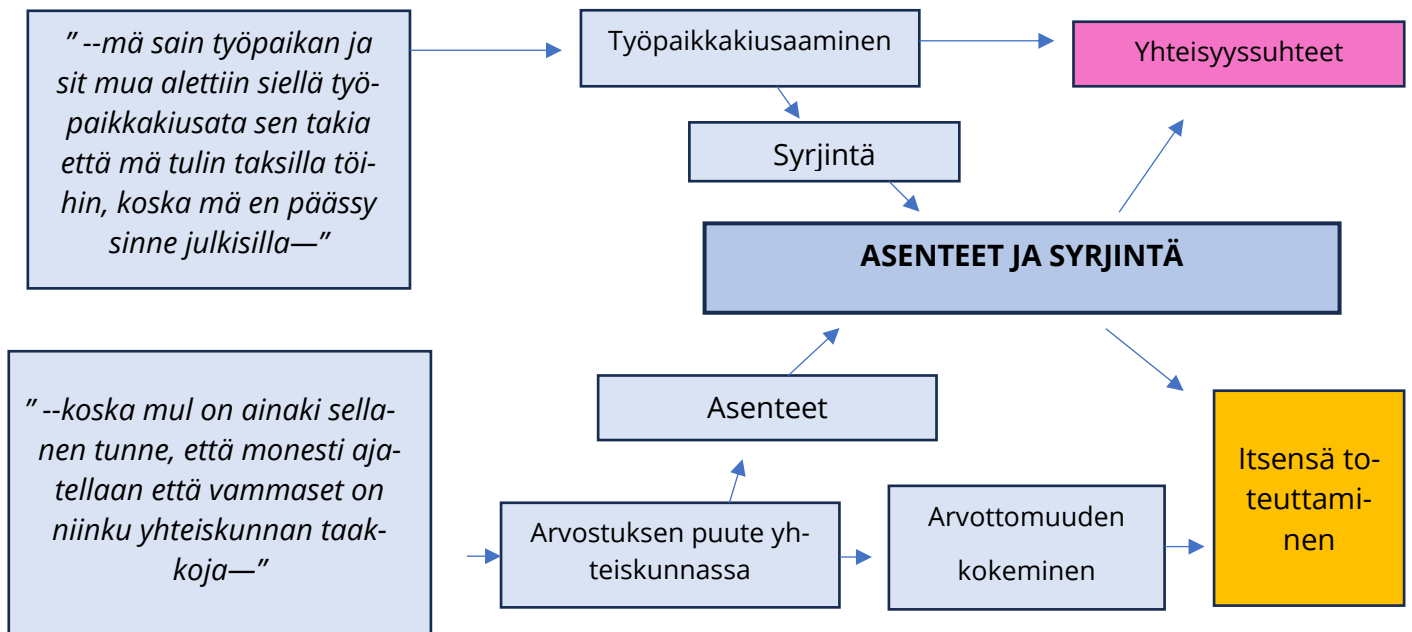 ” --mä sain työpaikan ja
sit mua alettiin siellä työ-
paikkakiusata sen takia
että mä tulin taksilla töi-
hin, koska mä en päässy
sinne julkisilla—”
Työpaikkakiusaaminen
Yhteisyyssuhteet
Syrjintä
ASENTEET JA SYRJINTÄ
” --koska mul on ainaki sella-
nen tunne, että monesti aja-
tellaan että vammaset on
niinku yhteiskunnan taak-
koja—”
Asenteet
Arvostuksen puute yh-
teiskunnassa
Arvottomuuden
kokeminen
Itsensä to-
teuttami-
nen